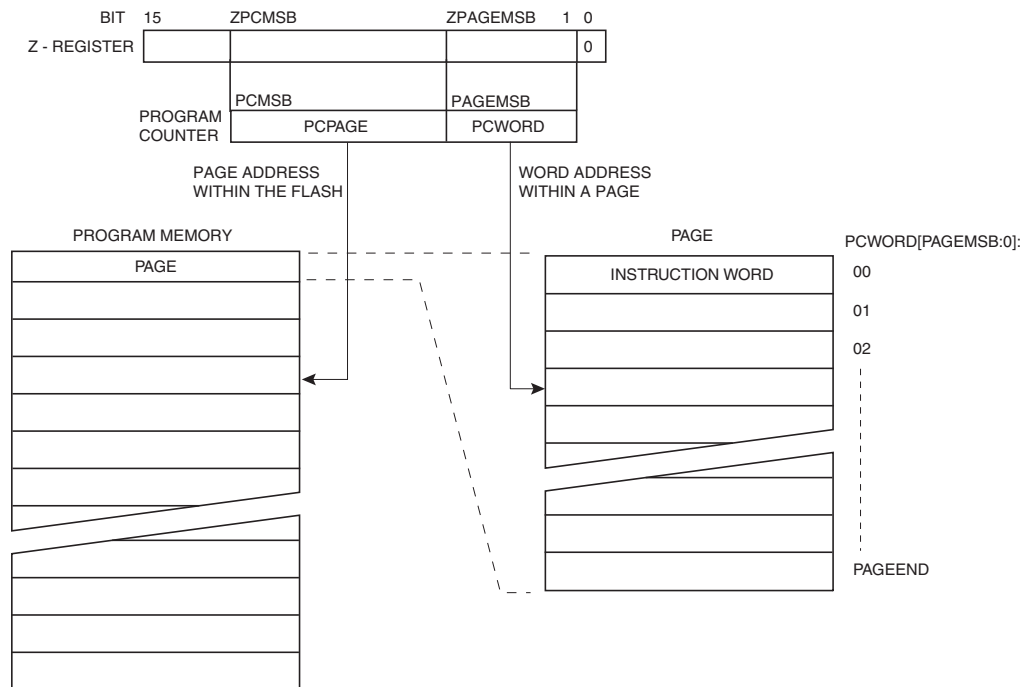 BIT 15 ZPCMSB ZPAGEMSB 1 0
Z - REGISTER 0
PCMSB PAGEMSB
PROGRAM
COUNTER
PCPAGE PCWORD
PAGE ADDRESS
WITHIN THE FLASH
WORD ADDRESS
WITHIN A PAGE
PROGRAM MEMORY
PAGE
PAGE
INSTRUCTION WORD
PCWORD[PAGEMSB:0]:
00
01
02
PAGEEND